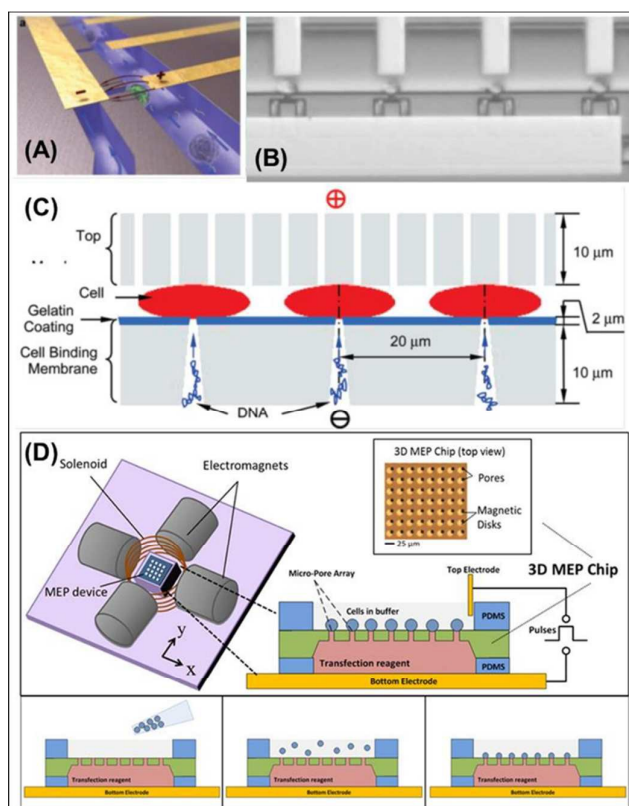 a
(A)
(B)
(C)
Top
Cell
Gelatin
Coating
Cell Binding
Membrane
DNA
20 µm
10 µm
2 µm
10 µm
(D)
Solenoid
Electromagnets
MEP device
y
x
3D MEP Chip (top view)
Pores
Magnetic
Disks
25 µm
3D MEP Chip
Micro-Pore Array
Top Electrode
Cells in buffer
PDMS
Pulses
Transfection reagent
PDMS
Bottom Electrode
Transfection reagent
Bottom Electrode
Transfection reagent
Bottom Electrode
Transfection reagent
Bottom Electrode